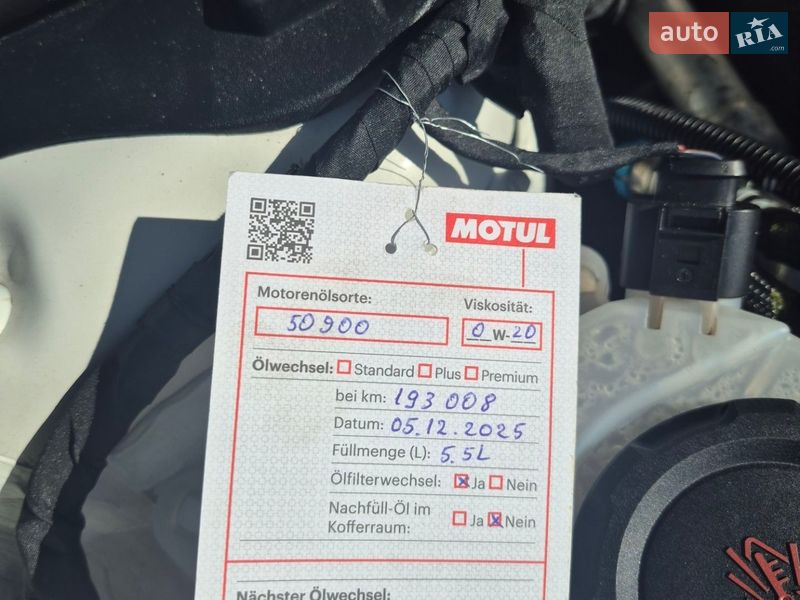 auto RIA
.com
MOTUL
Motorenölsorte:
Viskosität:
50900
0 W-20
Ölwechsel: Standard Plus Premium
bei km: 193 008
Datum: 05.12.2025
Füllmenge (L): 5.5L
Ölfilterwechsel: Ja Nein
Nachfüll-Öl im
Kofferraum: Ja Nein
Nächster Ölwechsel: